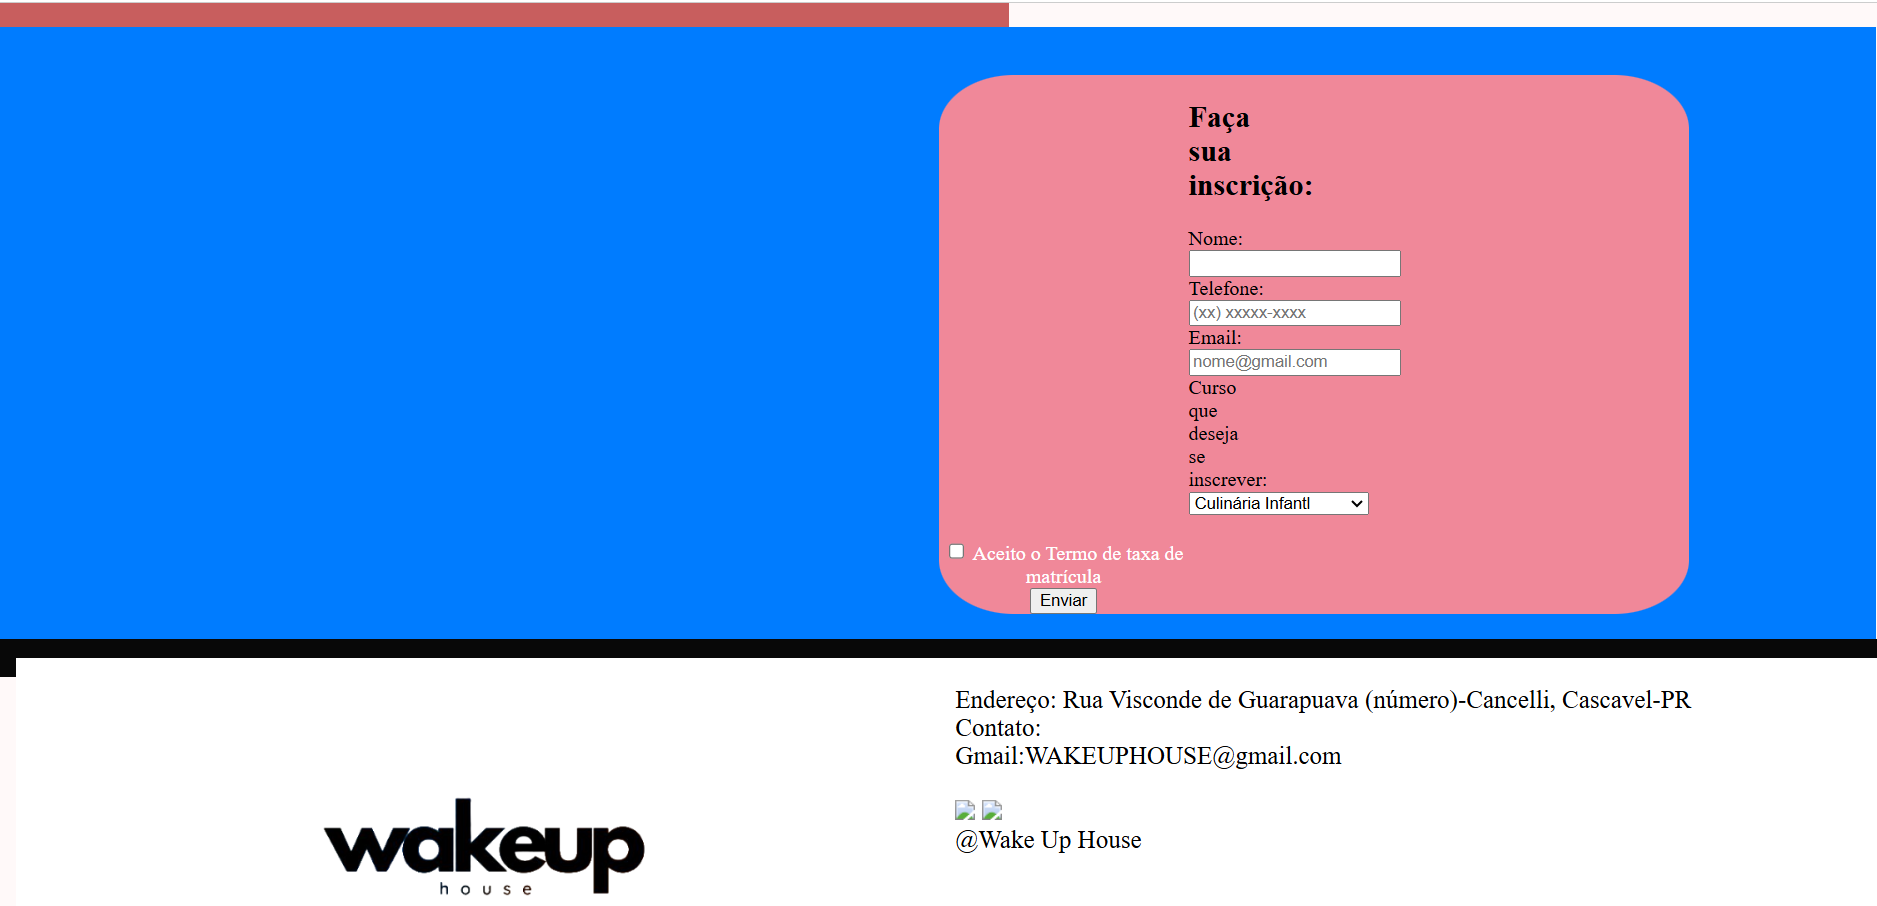 Faça
sua
inscrição:
Nome:
Telefone:
(xx) xxxxx-xxxx
Email:
nome@gmail.com
Curso
que
deseja
se
inscrever:
Culinária Infantl
Aceito o Termo de taxa de
matrícula
Enviar
Endereço: Rua Visconde de Guarapuava (número)-Cancelli, Cascavel-PR
Contato:
Gmail:WAKEUPHOUSE@gmail.com
@Wake Up House
wakeup
house